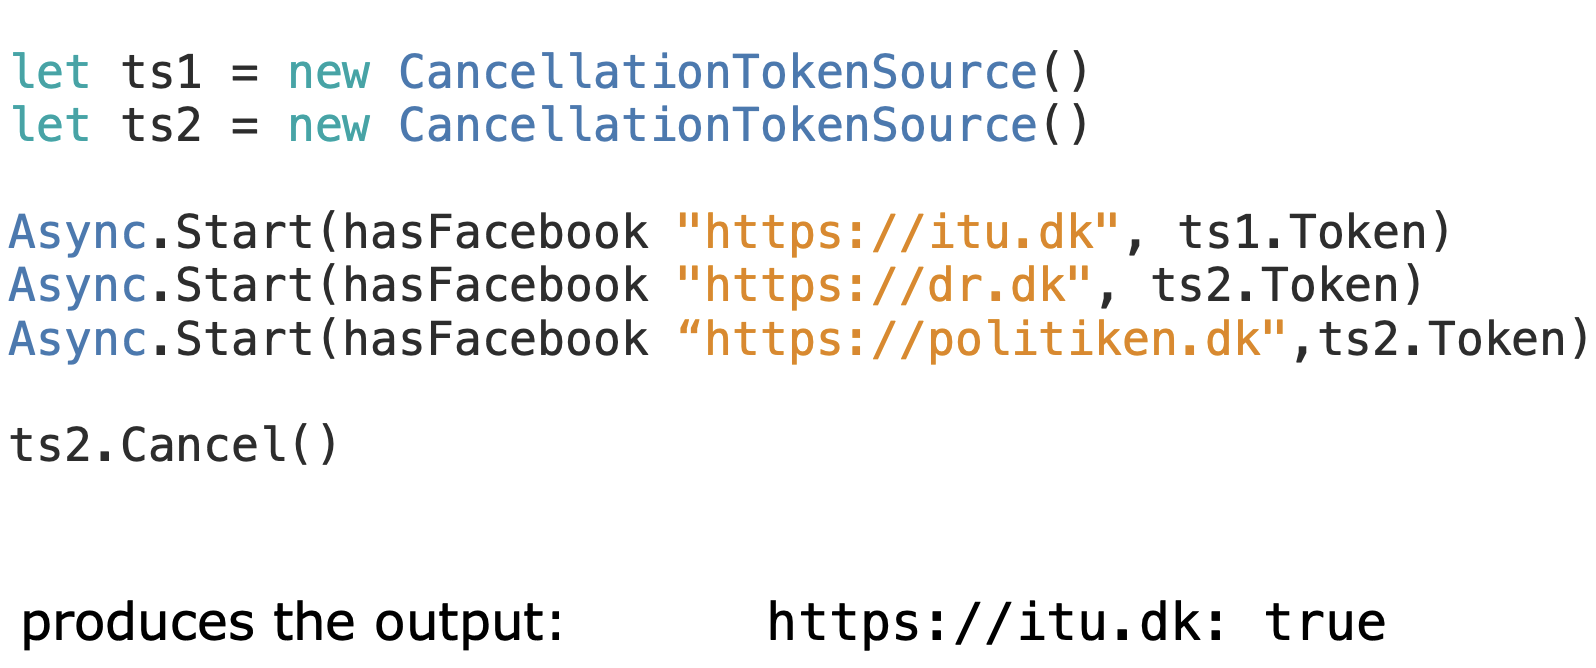 let ts1 = new CancellationTokenSource()
let ts2 = new CancellationTokenSource()
Async.Start(hasFacebook "https://itu.dk", ts1.Token)
Async.Start(hasFacebook "https://dr.dk", ts2.Token)
Async.Start(hasFacebook “https://politiken.dk",ts2.Token)
ts2.Cancel()
produces the output: https://itu.dk: true